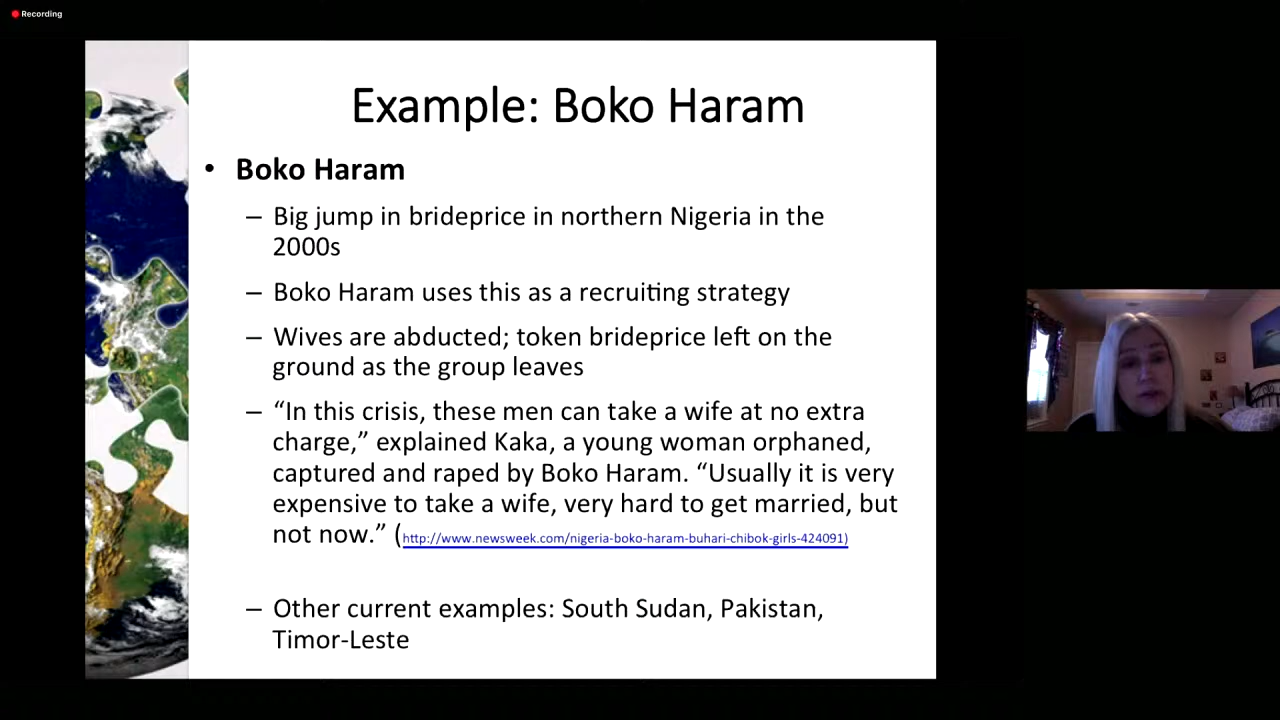 Recording
Example: Boko Haram
• Boko Haram
– Big jump in brideprice in northern Nigeria in the
2000s
– Boko Haram uses this as a recruiting strategy
– Wives are abducted; token brideprice left on the
ground as the group leaves
– “In this crisis, these men can take a wife at no extra
charge,” explained Kaka, a young woman orphaned,
captured and raped by Boko Haram. “Usually it is very
expensive to take a wife, very hard to get married, but
not now.” (http://www.newsweek.com/nigeria-boko-haram-buhari-chibok-girls-424091)
– Other current examples: South Sudan, Pakistan,
Timor-Leste